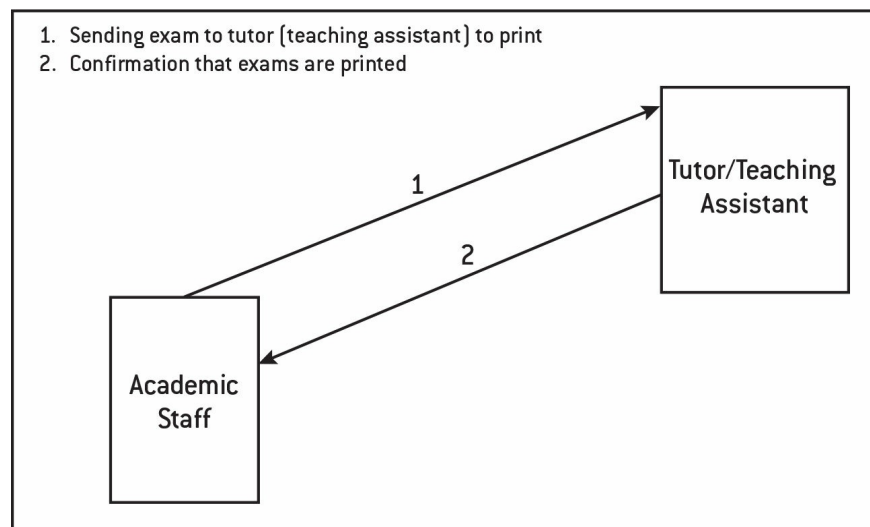 1. Sending exam to tutor (teaching assistant) to print
2. Confirmation that exams are printed
Tutor/Teaching
Assistant
1
2
Academic
Staff